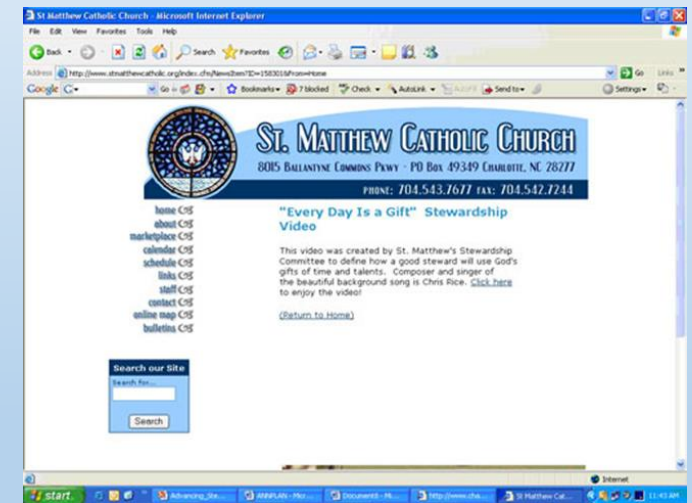 St Matthew Catholic Church - Microsoft Internet Explorer
File Edit View Favorites Tools Help
Back Search Favorites
Address http://www.stmatthewcatholic.org/index.cfm/NewsItem?ID=158301&From=Home Go Links
Google Go Bookmarks 7 blocked Check AutoLink AutoFill Send to Settings
ST. MATTHEW CATHOLIC CHURCH
8015 BALLANTYNE COMMONS PKWY · PO BOX 49349 CHARLOTTE, NC 28277
PHONE: 704.543.7677 FAX: 704.542.7244
home
about
marketplace
calendar
schedule
links
staff
contact
online map
bulletins
"Every Day Is a Gift" Stewardship
Video
This video was created by St. Matthew's Stewardship
Committee to define how a good steward will use God's
gifts of time and talents. Composer and singer of
the beautiful background song is Chris Rice. Click here
to enjoy the video!
(Return to Home)
Search our Site
Search for...
Search
Internet
start Advancing_Ste... ANNPLAN - Micr... Document6 - M... http://www.cha... St Matthew Cat... 11:43 AM